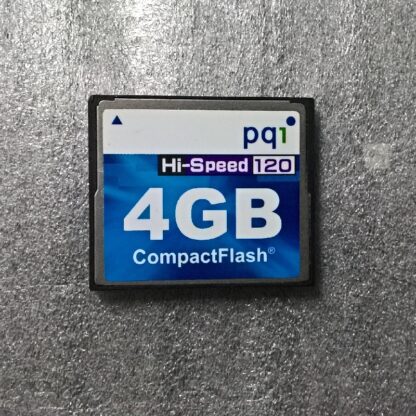 pqi
Hi-Speed 120
4GB
CompactFlash®